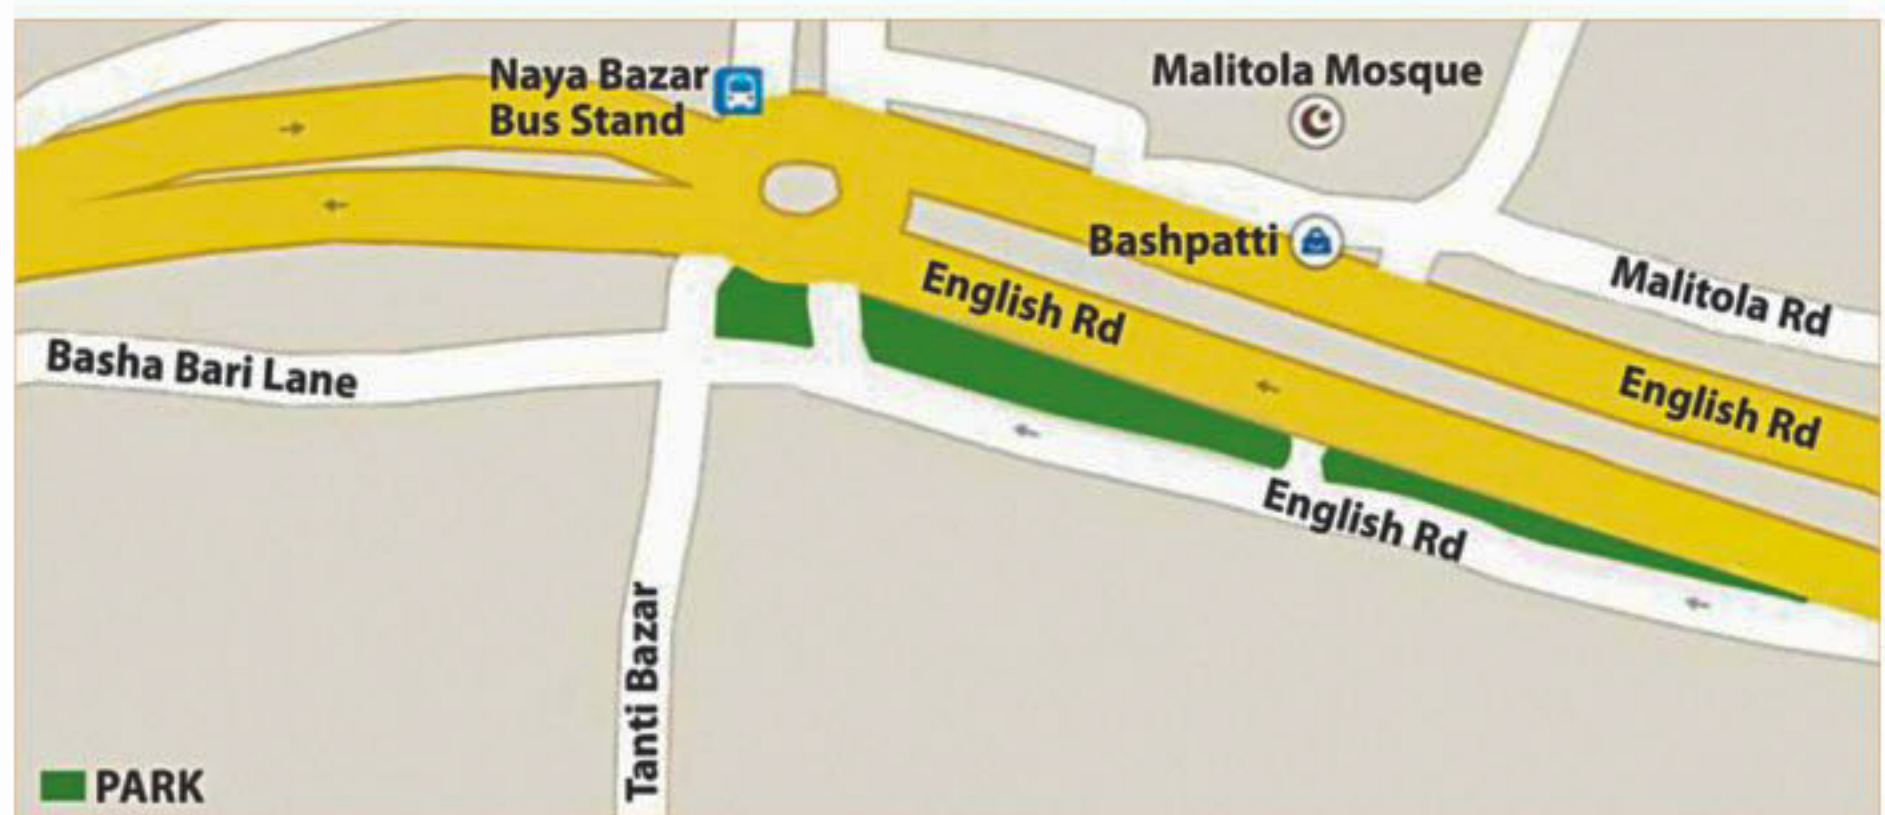 Naya Bazar
Bus Stand
Malitola Mosque
Bashpatti
Malitola Rd
English Rd
English Rd
English Rd
Basha Bari Lane
Tanti Bazar
PARK